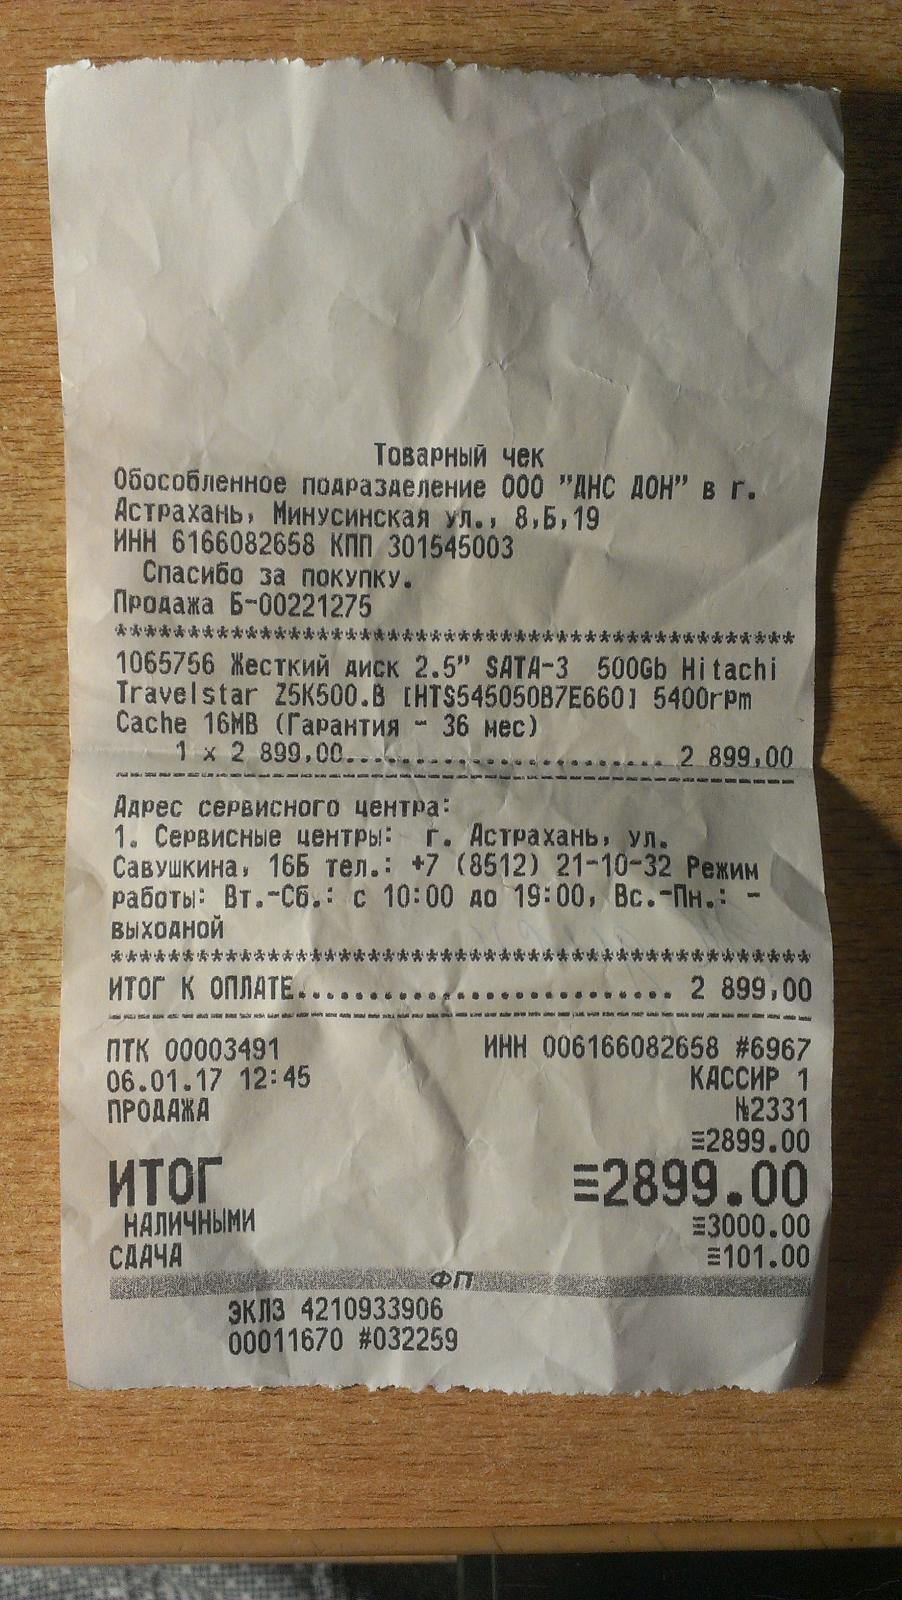 Товарный чек
Обособленное подразделение ООО "ДНС ДОН" в г.
Астрахань, Минусинская ул., 8,Б,19
ИНН 6166082658 КПП 301545003
Спасибо за покупку.
Продажа Б-00221275
***********************************************
1065756 Жесткий диск 2.5" SATA-3 500Gb Hitachi
Travelstar Z5K500.B [HTS545050B7E660] 5400rpm
Cache 16MB (Гарантия - 36 мес)
1 x 2 899,00........................ 2 899,00
-----------------------------------------------
Адрес сервисного центра:
1. Сервисные центры: г. Астрахань, ул.
Савушкина, 16Б тел.: +7 (8512) 21-10-32 Режим
работы: Вт.-Сб.: с 10:00 до 19:00, Вс.-Пн.: -
выходной
***********************************************
ИТОГ К ОПЛАТЕ.......................... 2 899,00
-----------------------------------------------
ПТК 00003491 ИНН 006166082658 #6967
06.01.17 12:45 КАССИР 1
ПРОДАЖА №2331
≡2899.00
ИТОГ ≡2899.00
НАЛИЧНЫМИ ≡3000.00
СДАЧА ≡101.00
ФП
ЭКЛЗ 4210933906
00011670 #032259